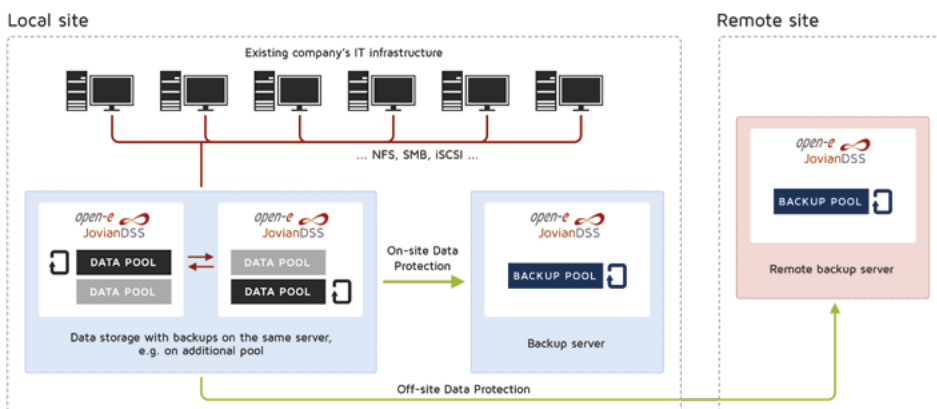 Local site
Remote site
Existing company's IT infrastructure
... NFS, SMB, iSCSI ...
open-e
JovianDSS
DATA POOL
DATA POOL
open-e
JovianDSS
DATA POOL
DATA POOL
Data storage with backups on the same server,
e.g. on additional pool
On-site Data
Protection
open-e
JovianDSS
BACKUP POOL
Backup server
open-e
JovianDSS
BACKUP POOL
Remote backup server
Off-site Data Protection